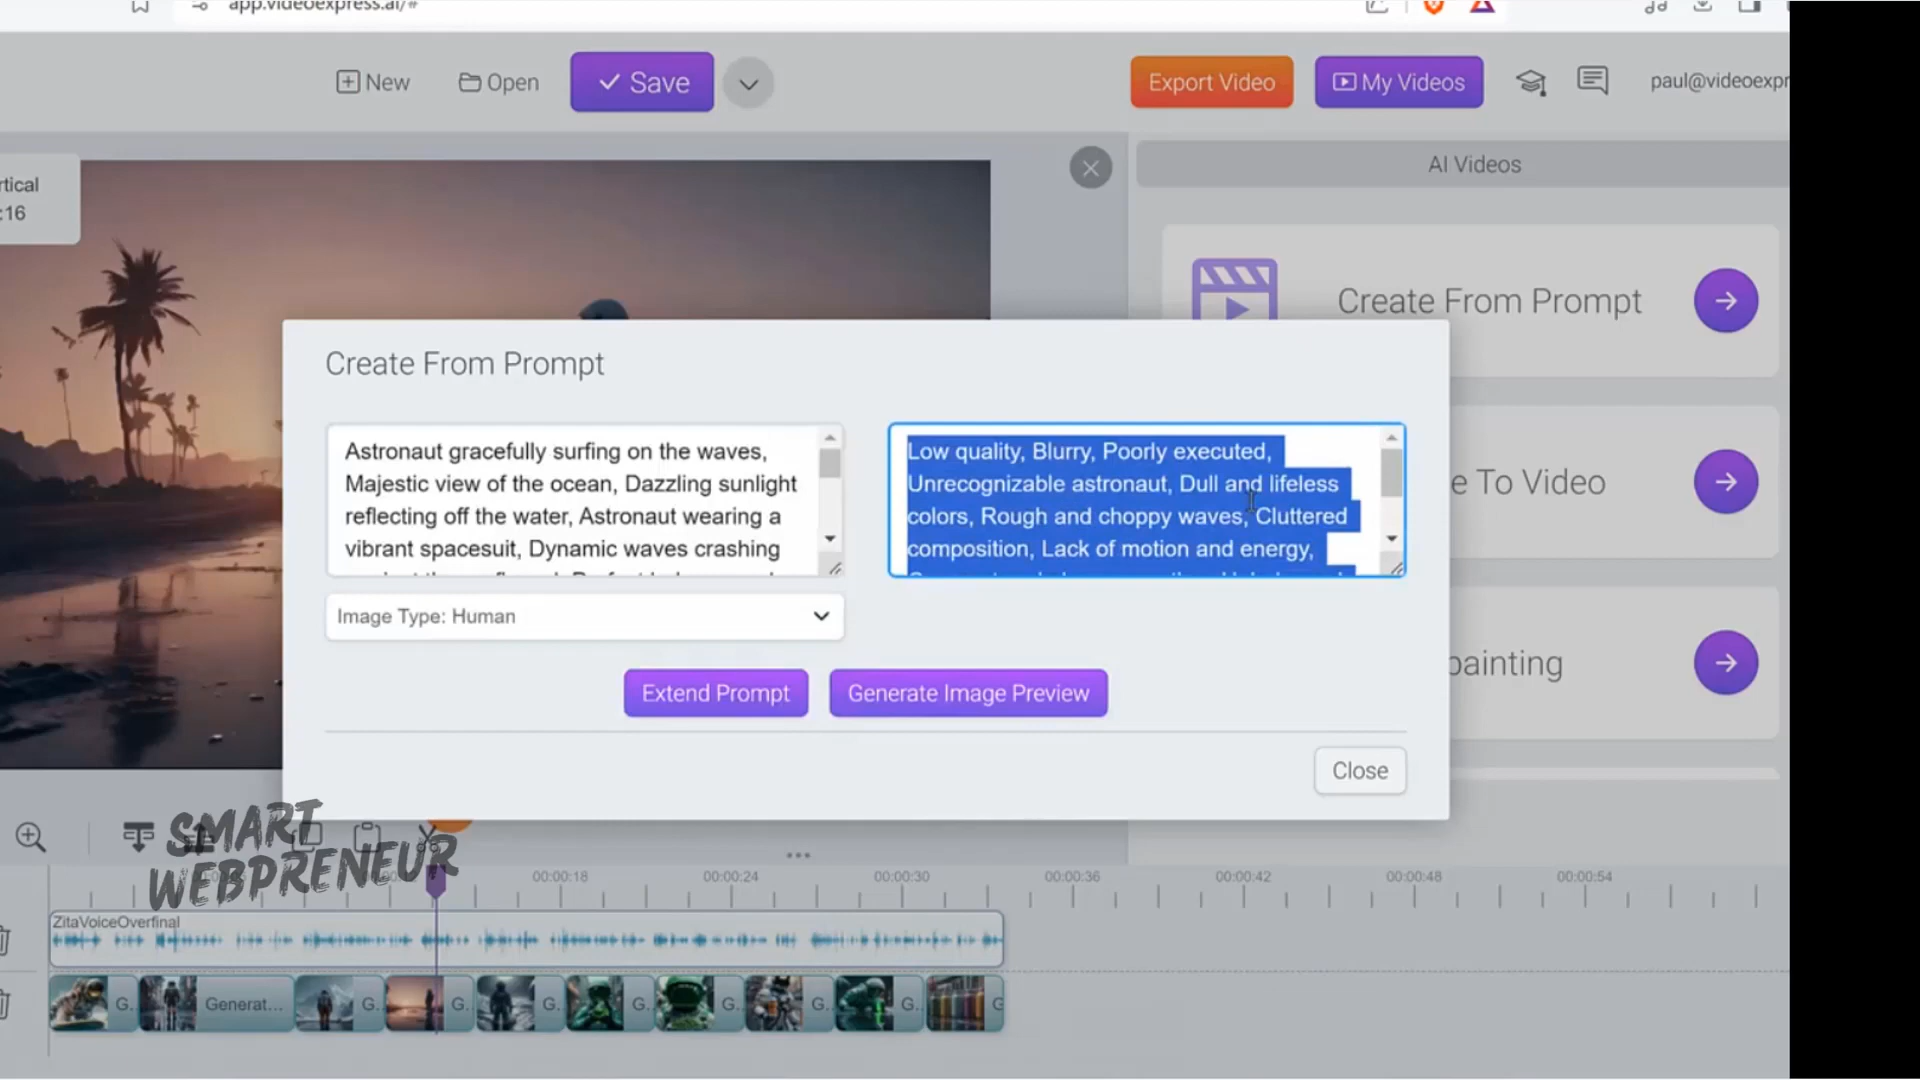 app.videoexpress.ai/#
New
Open
Save
Export Video
My Videos
paul@videoexpr
rtical
:16
AI Videos
Create From Prompt
e To Video
painting
Create From Prompt
Astronaut gracefully surfing on the waves,
Majestic view of the ocean, Dazzling sunlight
reflecting off the water, Astronaut wearing a
vibrant spacesuit, Dynamic waves crashing
Low quality, Blurry, Poorly executed,
Unrecognizable astronaut, Dull and lifeless
colors, Rough and choppy waves, Cluttered
composition, Lack of motion and energy,
Image Type: Human
Extend Prompt
Generate Image Preview
Close
SMART
WEBPRENEUR
00:00:18
00:00:24
00:00:30
00:00:36
00:00:42
00:00:48
00:00:54
ZitaVoiceOverfinal
G.
Generat...
G.
G.
G.
G.
G.
G.
G.
G